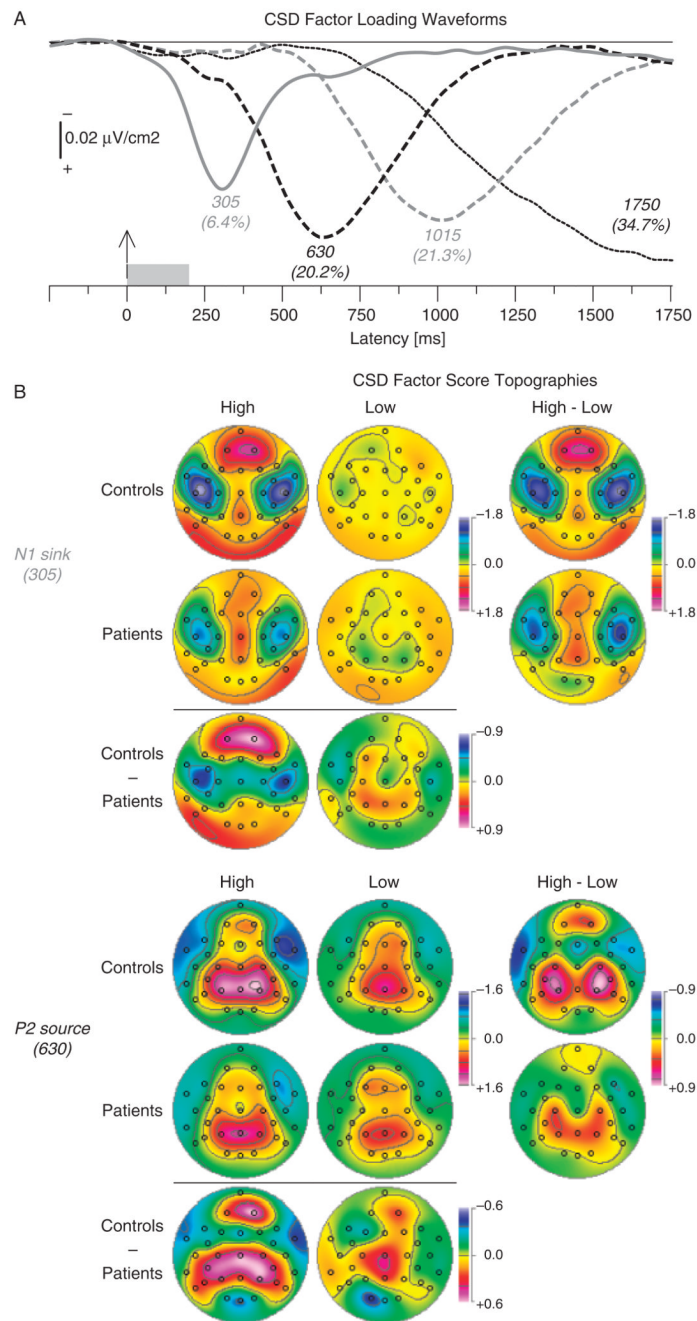 A
CSD Factor Loading Waveforms
−
0.02 μV/cm2
+
305
(6.4%)
630
(20.2%)
1015
(21.3%)
1750
(34.7%)
0 250 500 750 1000 1250 1500 1750
Latency [ms]
B
CSD Factor Score Topographies
High Low High - Low
Controls
N1 sink
(305)
−1.8
0.0
+1.8
−1.8
0.0
+1.8
Patients
Controls
–
Patients
−0.9
0.0
+0.9
High Low High - Low
Controls
P2 source
(630)
−1.6
0.0
+1.6
−0.9
0.0
+0.9
Patients
Controls
–
Patients
−0.6
0.0
+0.6